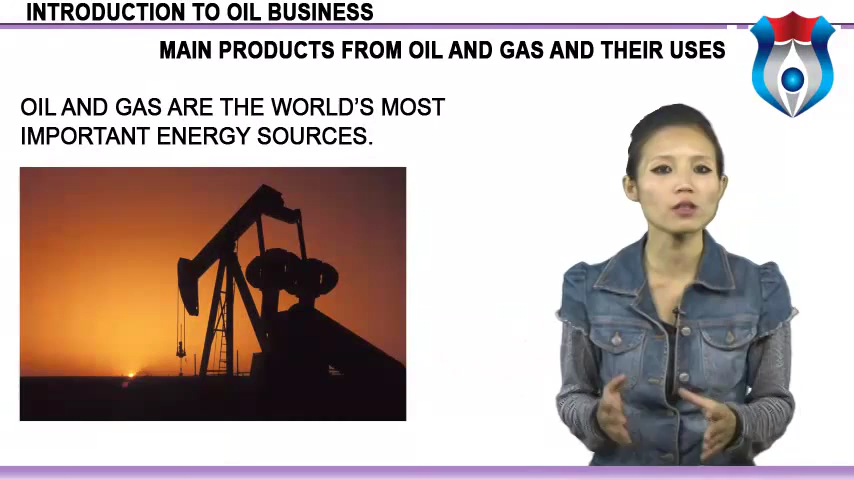 INTRODUCTION TO OIL BUSINESS
MAIN PRODUCTS FROM OIL AND GAS AND THEIR USES
OIL AND GAS ARE THE WORLD'S MOST
IMPORTANT ENERGY SOURCES.